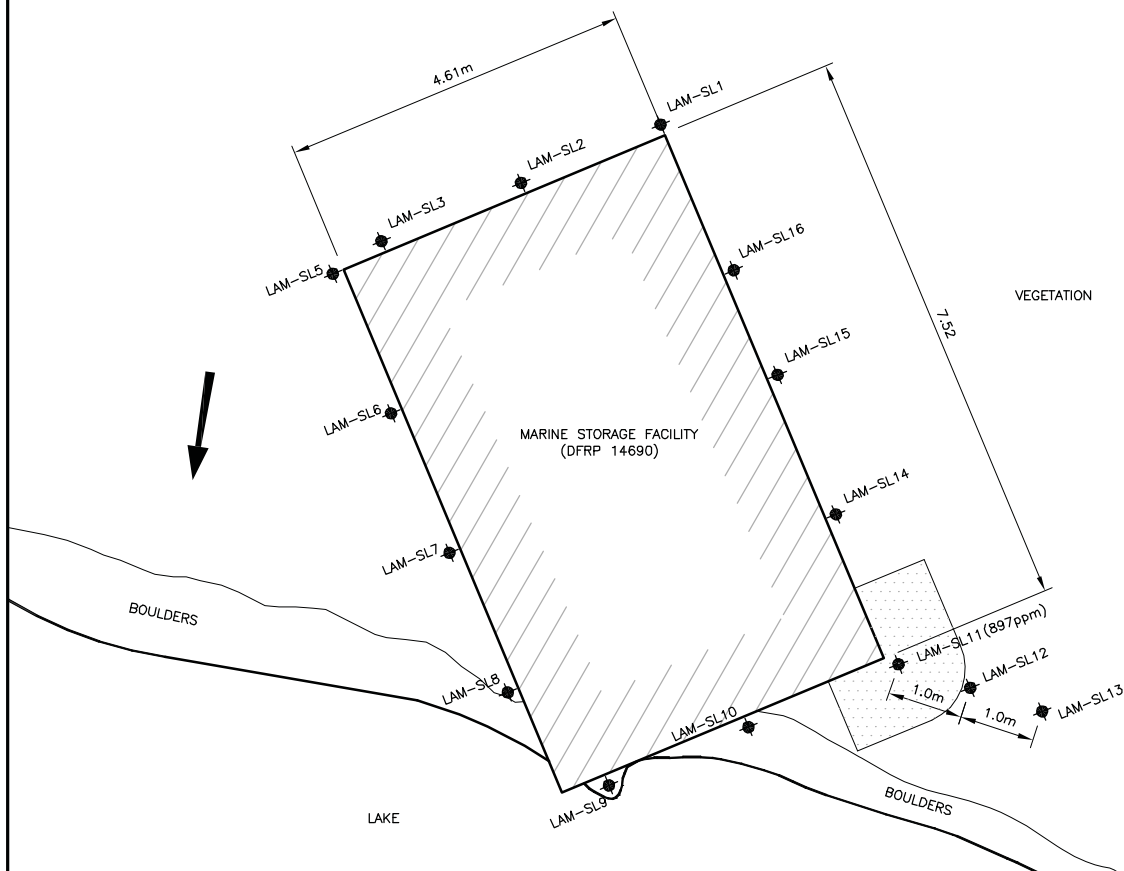 4.61m
LAM-SL1
LAM-SL2
LAM-SL3
LAM-SL5
LAM-SL16
VEGETATION
7.52
LAM-SL15
LAM-SL6
MARINE STORAGE FACILITY
(DFRP 14690)
LAM-SL14
LAM-SL7
BOULDERS
LAM-SL11(897ppm)
LAM-SL12
LAM-SL8
1.0m
LAM-SL13
1.0m
LAM-SL10
BOULDERS
LAM-SL9
LAKE